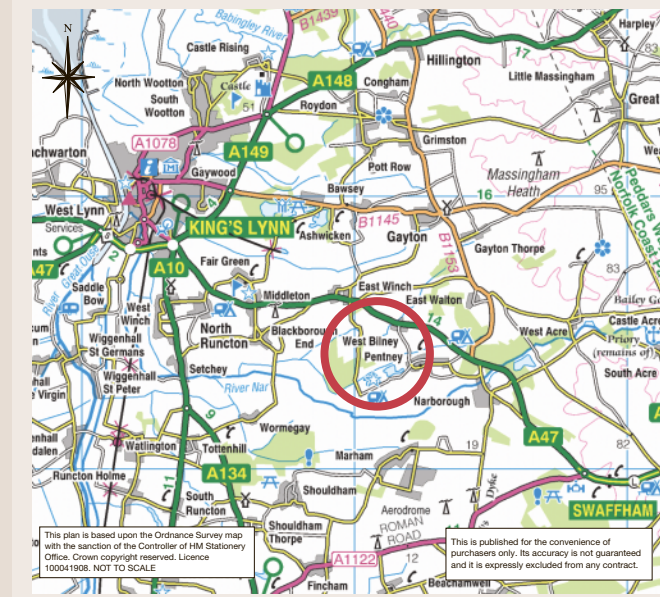 N
Babingley River
B1439
Harpley
Castle Rising
17
83
Hillington
A148
Congham
Little Massingham
North Wootton
South
Wootton
Castle
51
Roydon
Great
A149
Grimston
A1078
Gaywood
Pott Row
Massingham
Heath
Bawsey
16
95
Peddars W
Norfolk Coast
West Lynn
Services
4
KING'S LYNN
Ashwicken
B1145
Gayton
B1153
Gayton Thorpe
A47
2
A10
Fair Green
83
River Great Ouse
Saddle
Bow
Middleton
East Winch
East Walton
West
Winch
North
Runcton
Blackborough
End
14
West Acre
Castle Acre
Priory
(remains of)
West Bilney
Pentney
Wiggenhall
St Germans
Setchey
South Acre
Wiggenhall
St Peter
River Nar
Narborough
9
Wormegay
A47
82
Watlington
Tottenhill
Marham
19
Runcton Holme
A134
11
South
Runcton
Shouldham
Dyke
Aerodrome
ROMAN
ROAD
SWAFFHAM
Shouldham
Thorpe
A1122
12
Fincham
Beachamwell
This plan is based upon the Ordnance Survey map
with the sanction of the Controller of HM Stationery
Office. Crown copyright reserved. Licence
100041908. NOT TO SCALE
This is published for the convenience of
purchasers only. Its accuracy is not guaranteed
and it is expressly excluded from any contract.